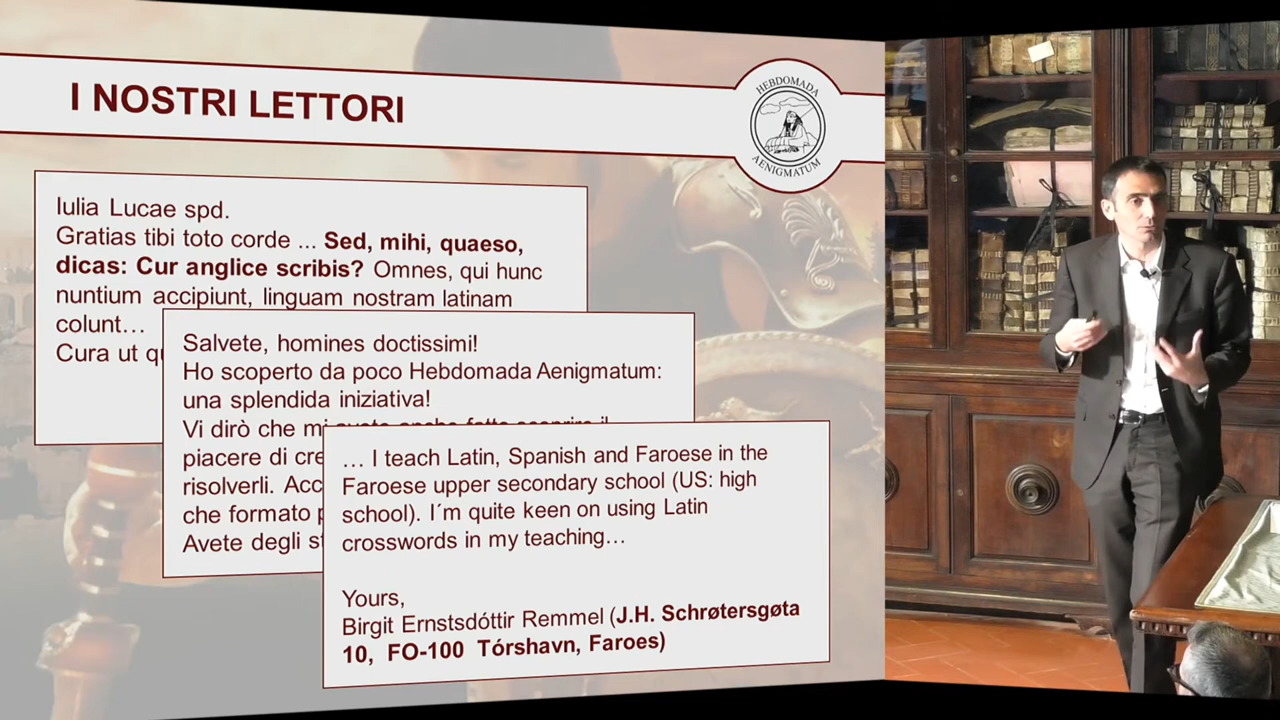 I NOSTRI LETTORI
HEBDOMADA
AENIGMATUM
Iulia Lucae spd.
Gratias tibi toto corde ... Sed, mihi, quaeso,
dicas: Cur anglice scribis? Omnes, qui hunc
nuntium accipiunt, linguam nostram latinam
colunt…
Cura ut
Salvete, homines doctissimi!
Ho scoperto da poco Hebdomada Aenigmatum:
una splendida iniziativa!
Vi dirò che
piacere di
risolverli.
che formato
Avete degli
… I teach Latin, Spanish and Faroese in the
Faroese upper secondary school (US: high
school). I´m quite keen on using Latin
crosswords in my teaching…
Yours,
Birgit Ernstsdóttir Remmel (J.H. Schrøtersgøta
10, FO-100 Tórshavn, Faroes)